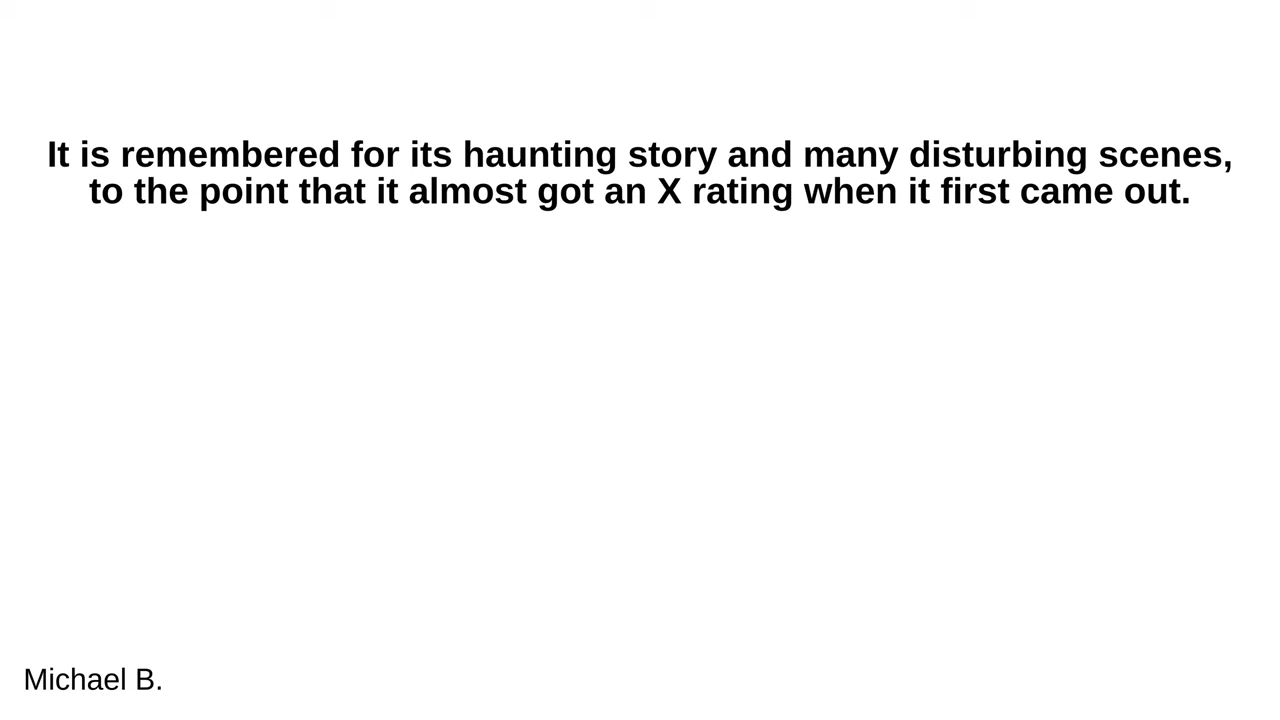 It is remembered for its haunting story and many disturbing scenes,
to the point that it almost got an X rating when it first came out.
Michael B.